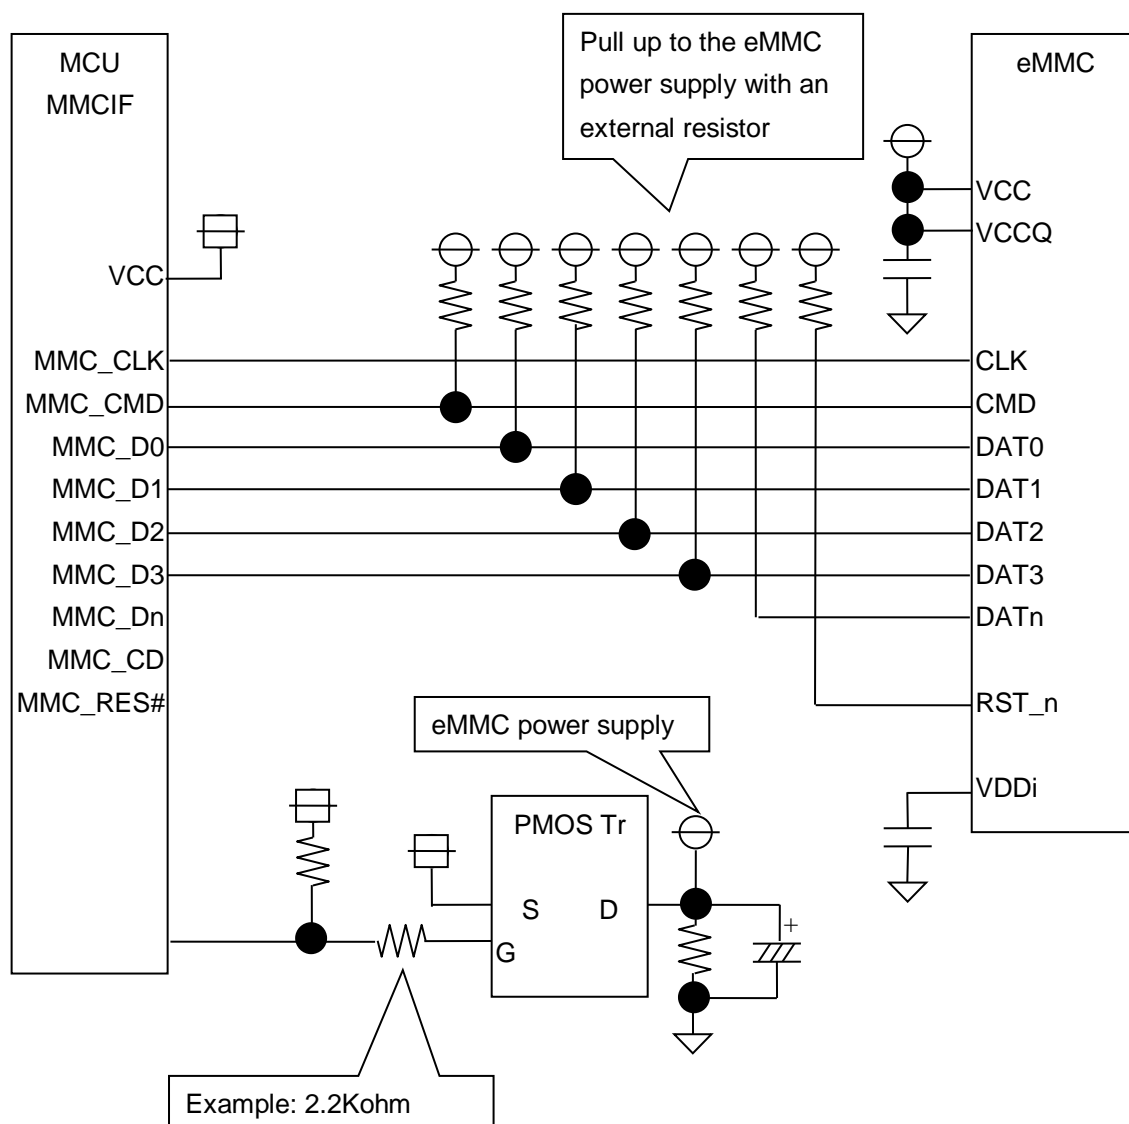 MCU
MMCIF
VCC
MMC_CLK
MMC_CMD
MMC_D0
MMC_D1
MMC_D2
MMC_D3
MMC_Dn
MMC_CD
MMC_RES#
Pull up to the eMMC
power supply with an
external resistor
eMMC
VCC
VCCQ
CLK
CMD
DAT0
DAT1
DAT2
DAT3
DATn
RST_n
VDDi
eMMC power supply
PMOS Tr
S D
G
+
Example: 2.2Kohm